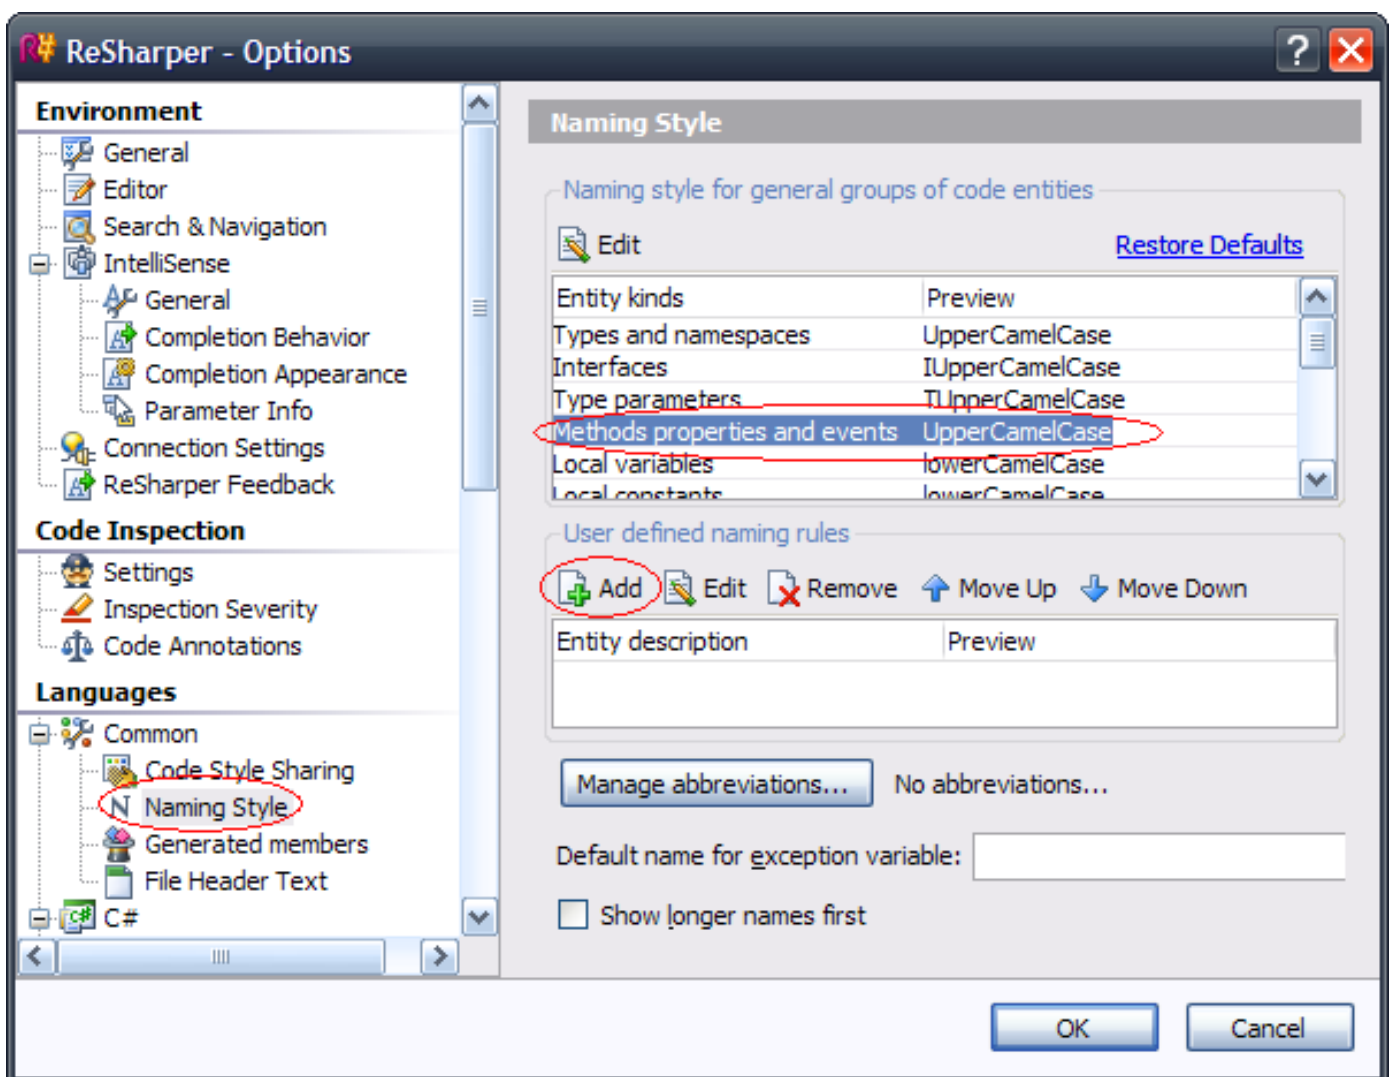 ReSharper - Options
Environment
General
Editor
Search & Navigation
IntelliSense
General
Completion Behavior
Completion Appearance
Parameter Info
Connection Settings
ReSharper Feedback
Code Inspection
Settings
Inspection Severity
Code Annotations
Languages
Common
Code Style Sharing
N Naming Style
Generated members
File Header Text
C#
Naming Style
Naming style for general groups of code entities
Edit Restore Defaults
Entity kinds Preview
Types and namespaces UpperCamelCase
Interfaces IUpperCamelCase
Type parameters TUpperCamelCase
Methods properties and events UpperCamelCase
Local variables lowerCamelCase
Local constants lowerCamelCase
User defined naming rules
Add Edit Remove Move Up Move Down
Entity description Preview
Manage abbreviations... No abbreviations...
Default name for exception variable:
Show longer names first
OK Cancel